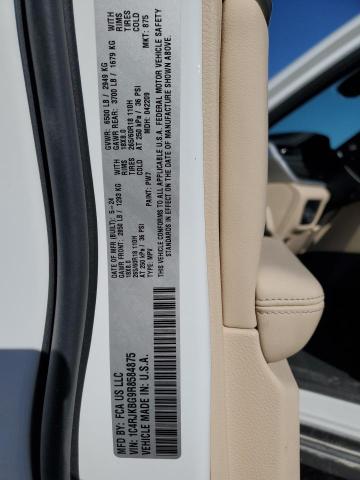 MFD BY: FCA US LLC
VIN: 1C4RJKBG9R8584875
VEHICLE MADE IN: U.S.A.
DATE OF MFR (BUILT): 5-24
GAWR FRONT: 2850 LB / 1293 KG
WITH
18X8.0 RIMS
265/60R18 110H TIRES
AT 250 kPa / 36 PSI COLD
TYPE: MPV PAINT: PW7
GVWR: 6500 LB / 2949 KG
GAWR REAR: 3700 LB / 1679 KG
WITH
18X8.0 RIMS
265/60R18 110H TIRES
AT 250 kPa / 36 PSI COLD
MDH: 042209 MKT: 875
THIS VEHICLE CONFORMS TO ALL APPLICABLE U.S.A. FEDERAL MOTOR VEHICLE SAFETY
STANDARDS IN EFFECT ON THE DATE OF MANUFACTURE SHOWN ABOVE.